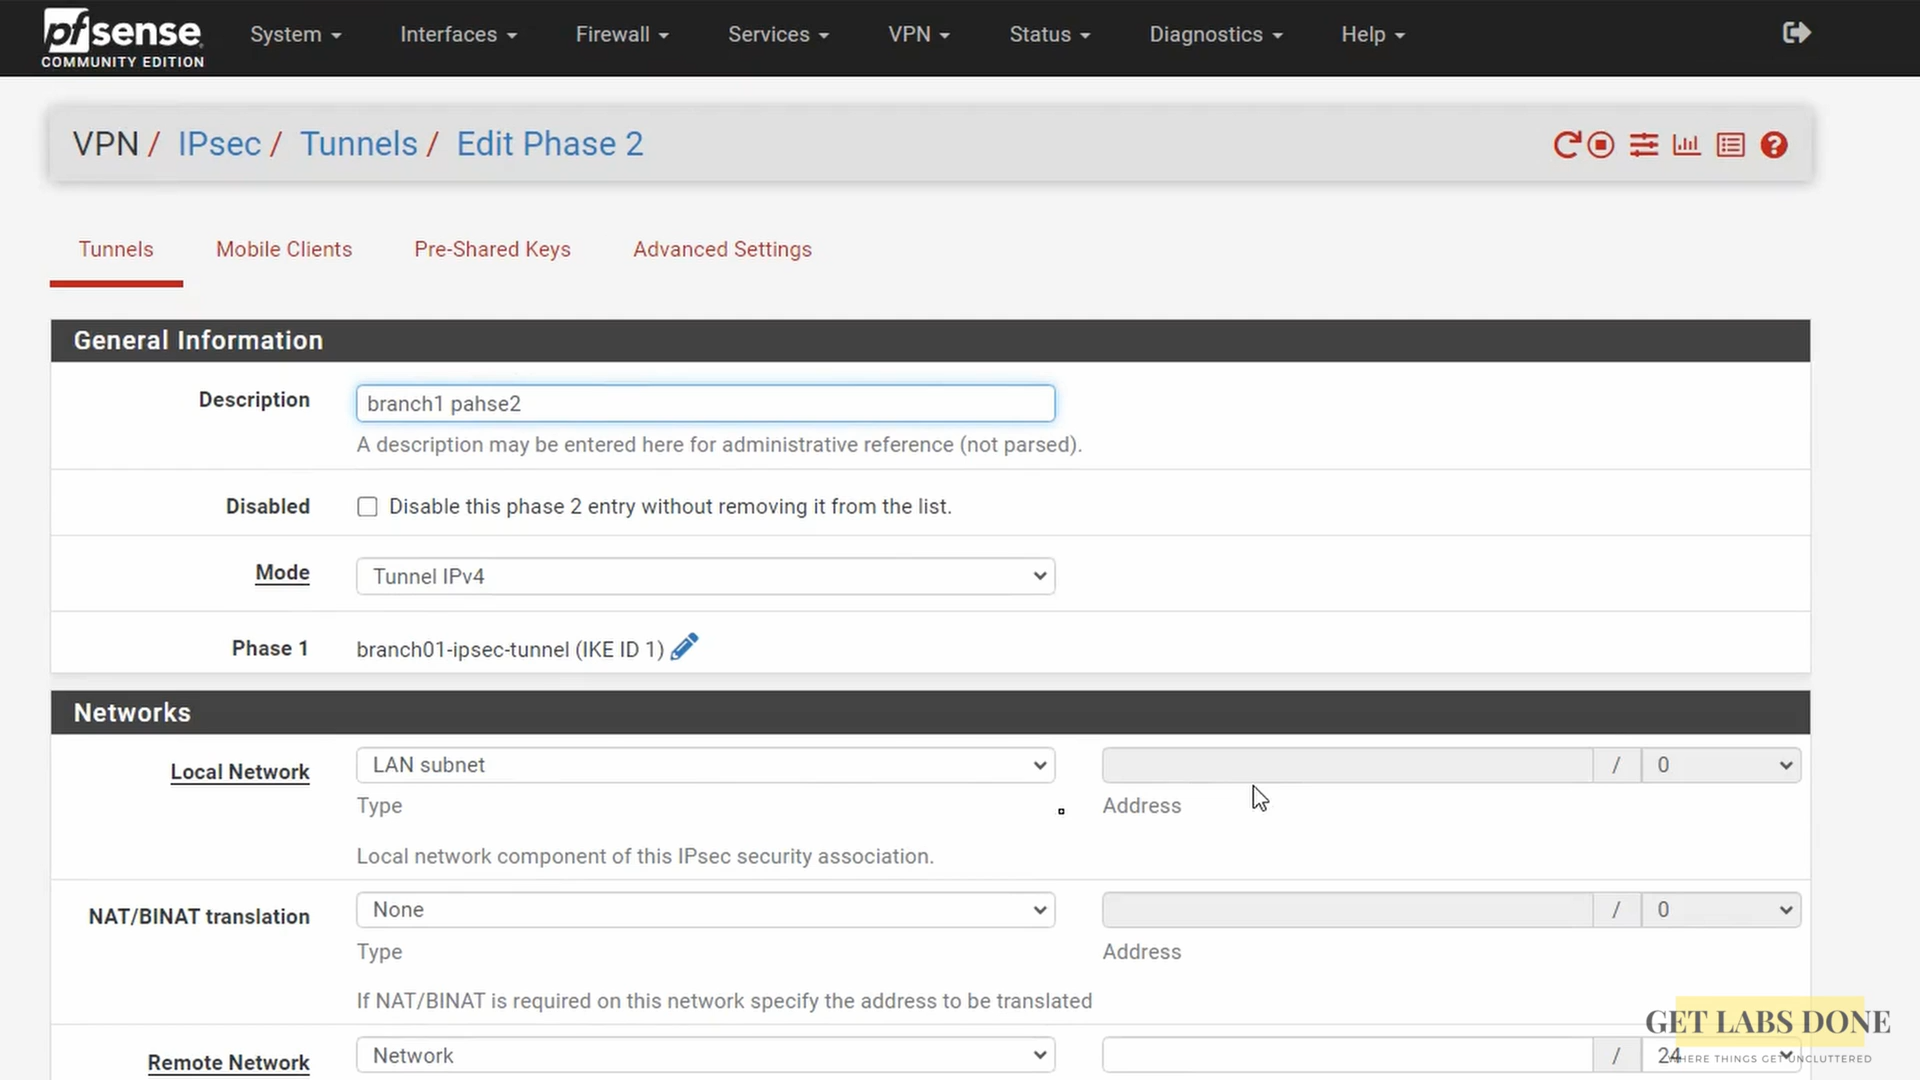 pfsense
COMMUNITY EDITION
System
Interfaces
Firewall
Services
VPN
Status
Diagnostics
Help
VPN / IPsec / Tunnels / Edit Phase 2
Tunnels
Mobile Clients
Pre-Shared Keys
Advanced Settings
General Information
Description
branch1 pahse2
A description may be entered here for administrative reference (not parsed).
Disabled
Disable this phase 2 entry without removing it from the list.
Mode
Tunnel IPv4
Phase 1
branch01-ipsec-tunnel (IKE ID 1)
Networks
Local Network
LAN subnet
/ 0
Type
Address
Local network component of this IPsec security association.
NAT/BINAT translation
None
/ 0
Type
Address
If NAT/BINAT is required on this network specify the address to be translated
Remote Network
Network
/ 24
GET LABS DONE
WHERE THINGS GET UNCLUTTERED